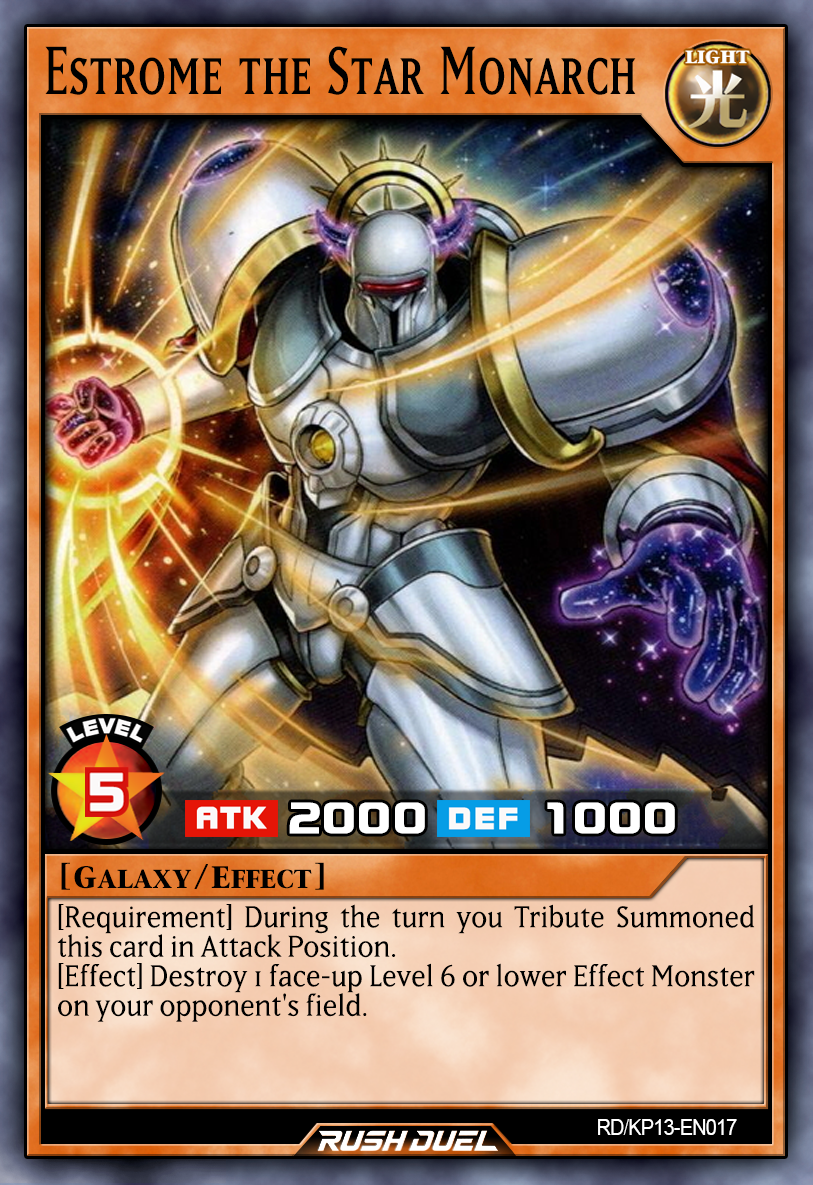 Estrome the Star Monarch
LIGHT
光
LEVEL
5
ATK 2000 DEF 1000
[Galaxy/Effect]
[Requirement] During the turn you Tribute Summoned
this card in Attack Position.
[Effect] Destroy 1 face-up Level 6 or lower Effect Monster
on your opponent's field.
RD/KP13-EN017
RUSH DUEL